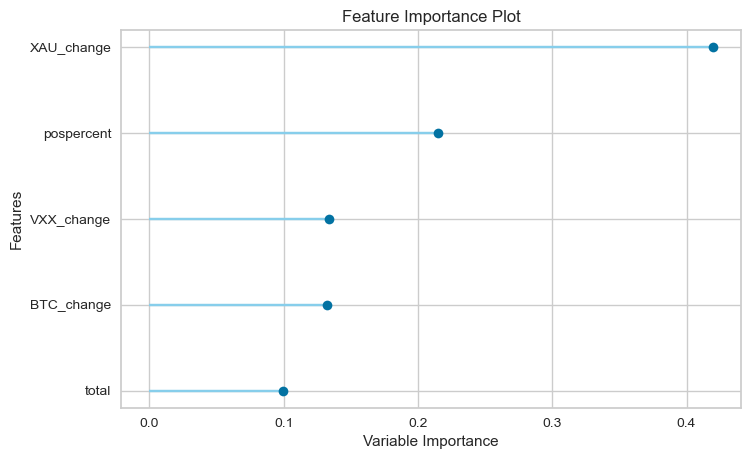 Feature Importance Plot
XAU_change
pospercent
VXX_change
BTC_change
total
Features
0.0 0.1 0.2 0.3 0.4
Variable Importance